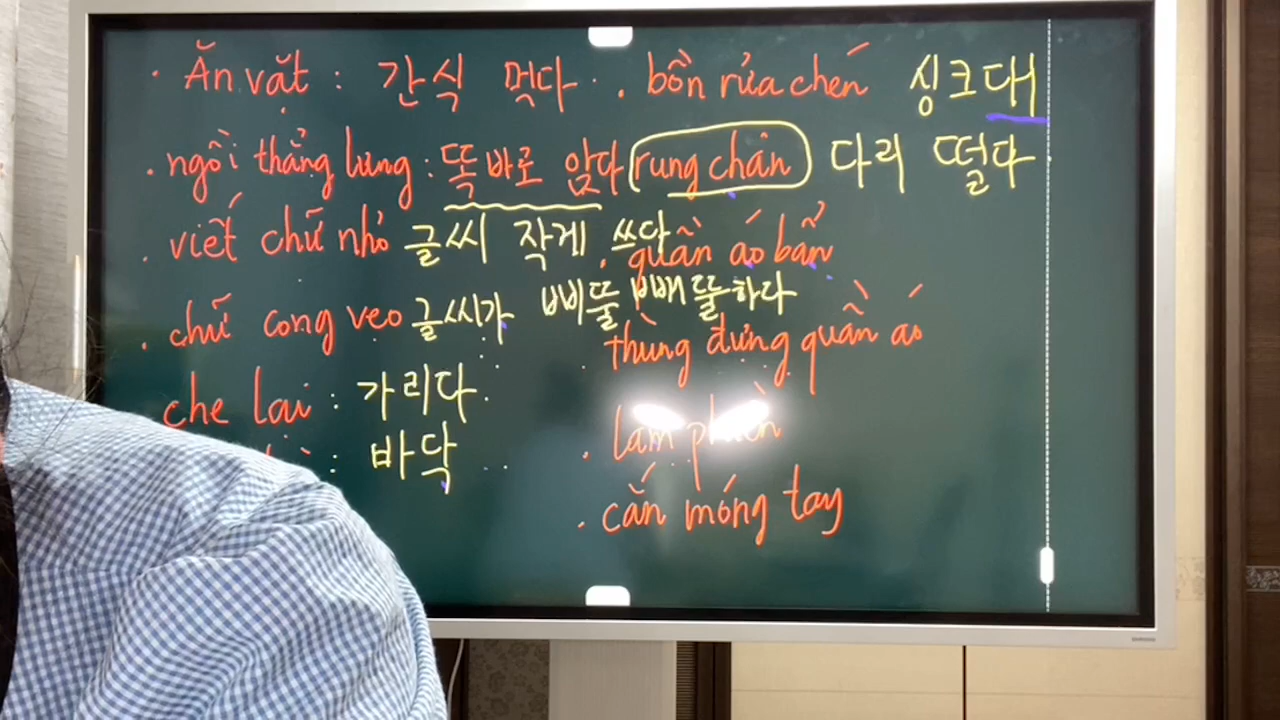 . Ăn vặt : 간식 먹다 . . bồn rửa chén 싱크대
. ngồi thẳng lưng : 똑바로 앉다 rung chân 다리 떨다
. viết chữ nhỏ 글씨 작게 쓰다
. quần áo bẩn
. chữ cong vẹo 글씨가 삐뚤빼뚤하다
. thùng đựng quần áo
che lại : 가리다
. làm phiền
: 바닥
. cắn móng tay